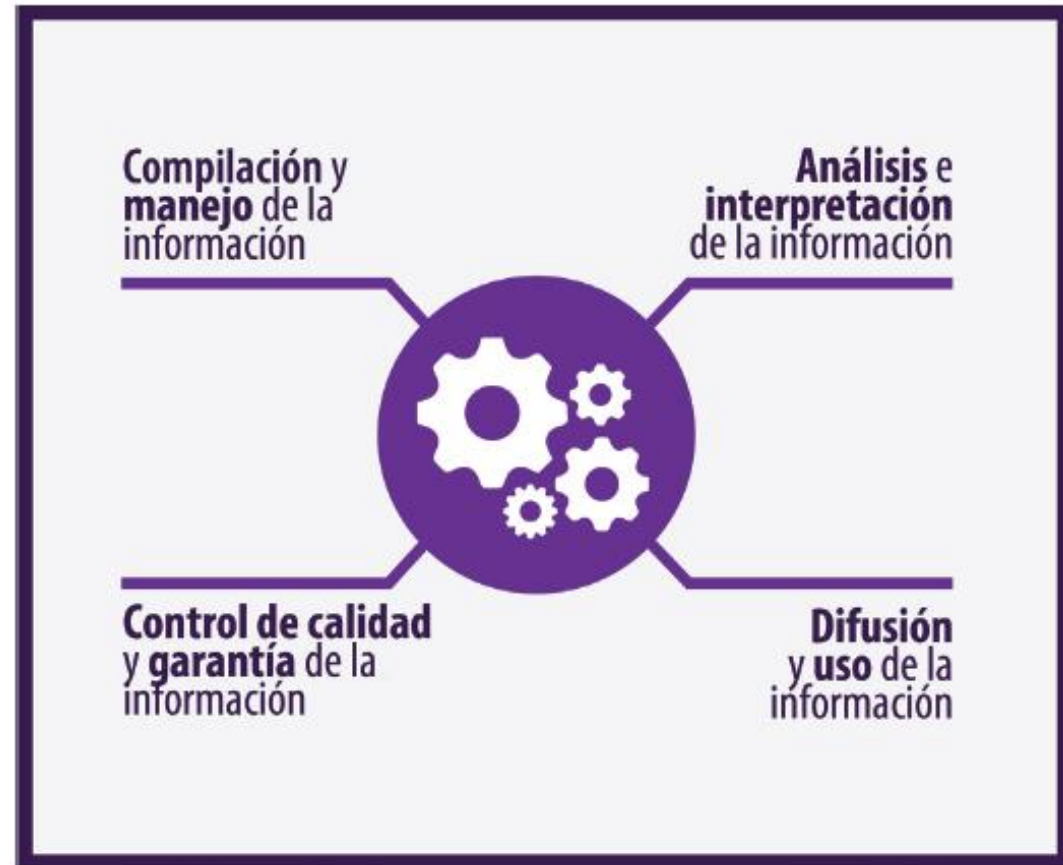 Compilación y
manejo de la
información
Análisis e
interpretación
de la información
Control de calidad
y garantía de la
información
Difusión
y uso de la
información